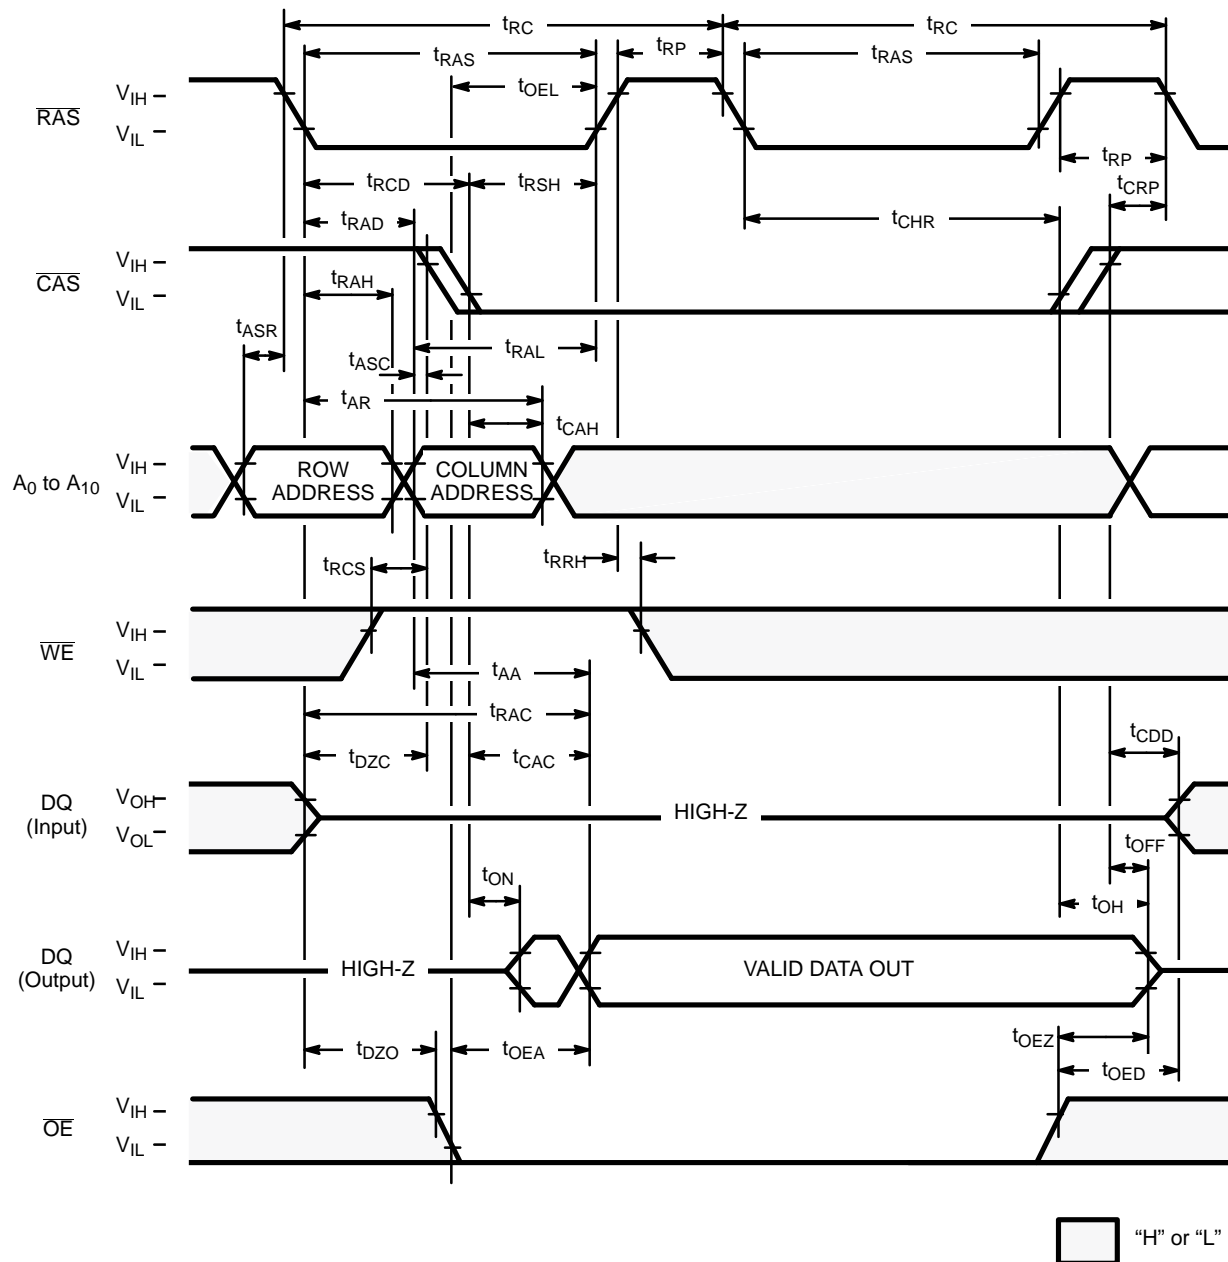 tRC tRC
tRAS tRP tRAS
tOEL
RAS VIH
VIL
tRP
tRCD tRSH tCRP
tRAD tCHR
CAS VIH
VIL
tRAH
tASR
tASC tRAL
tAR
tCAH
A0 to A10 VIH
VIL
ROW ADDRESS
COLUMN ADDRESS
tRCS tRRH
WE VIH
VIL
tAA
tRAC
tDZC tCAC tCDD
DQ (Input) VOH
VOL
HIGH-Z
tOFF
tON tOH
DQ (Output) VIH
VIL
HIGH-Z VALID DATA OUT
tDZO tOEA tOEZ
tOED
OE VIH
VIL
“H” or “L”